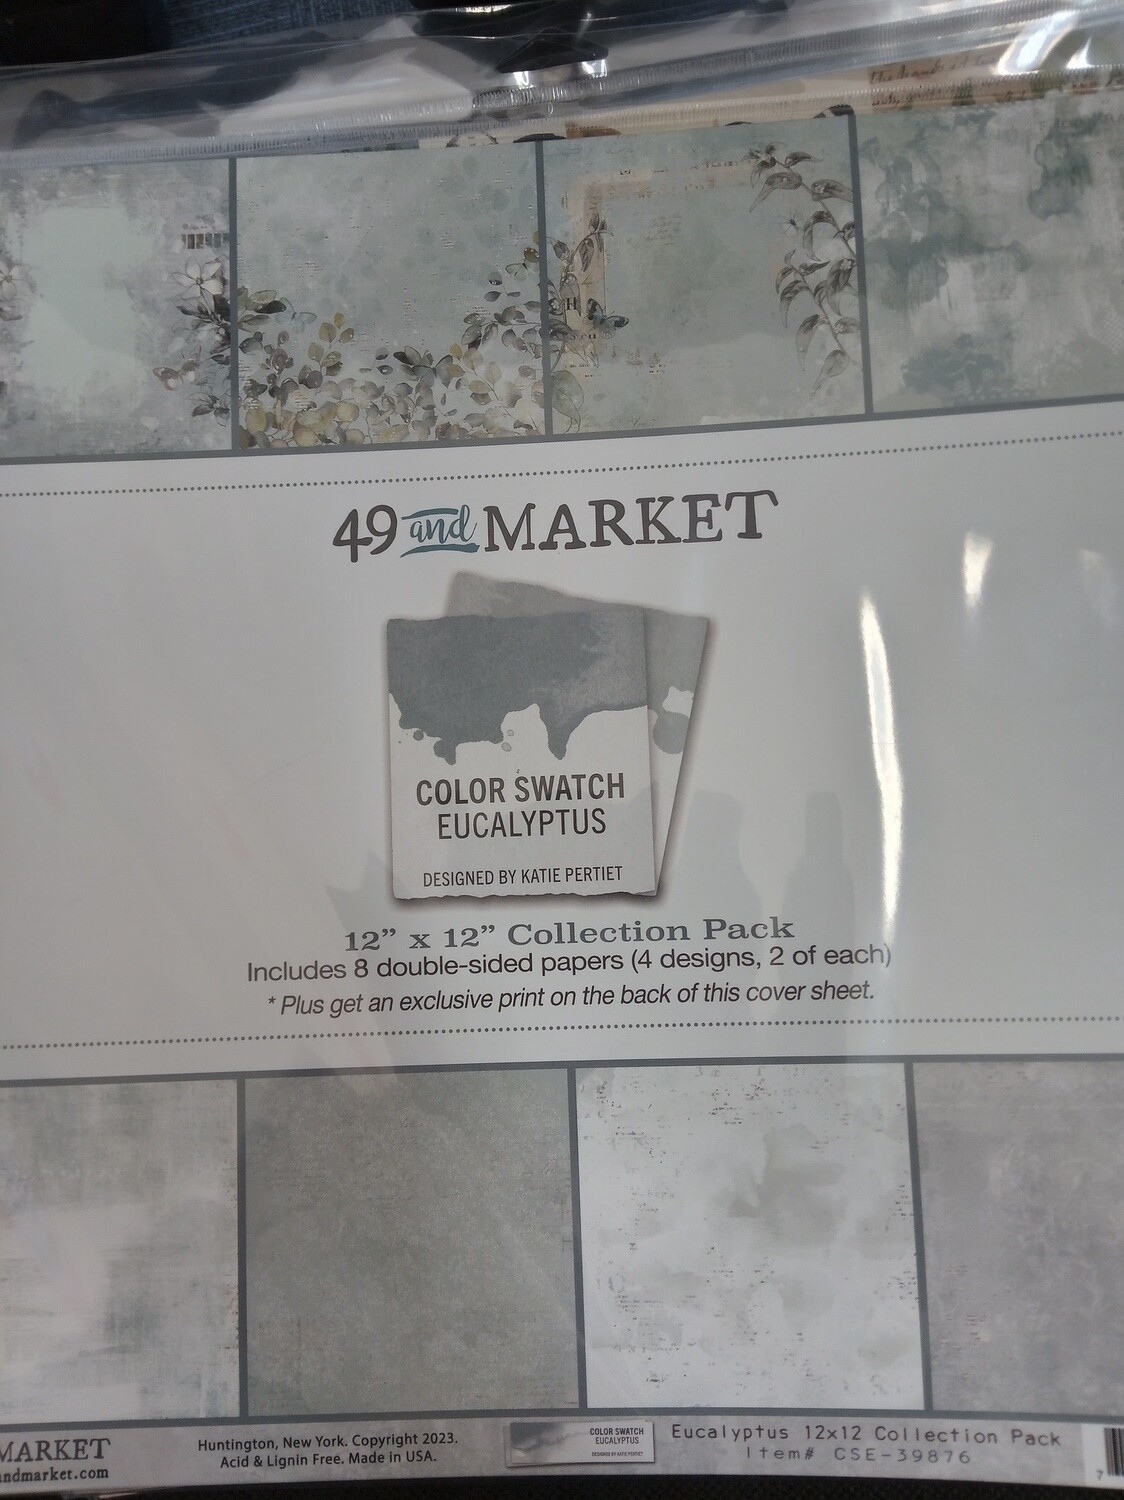 49 and MARKET
COLOR SWATCH
EUCALYPTUS
DESIGNED BY KATIE PERTIET
12” x 12” Collection Pack
Includes 8 double-sided papers (4 designs, 2 of each)
* Plus get an exclusive print on the back of this cover sheet.
MARKET
andmarket.com
Huntington, New York. Copyright 2023.
Acid & Lignin Free. Made in USA.
COLOR SWATCH
EUCALYPTUS
DESIGNED BY KATIE PERTIET
Eucalyptus 12x12 Collection Pack
Item# CSE-39876
7